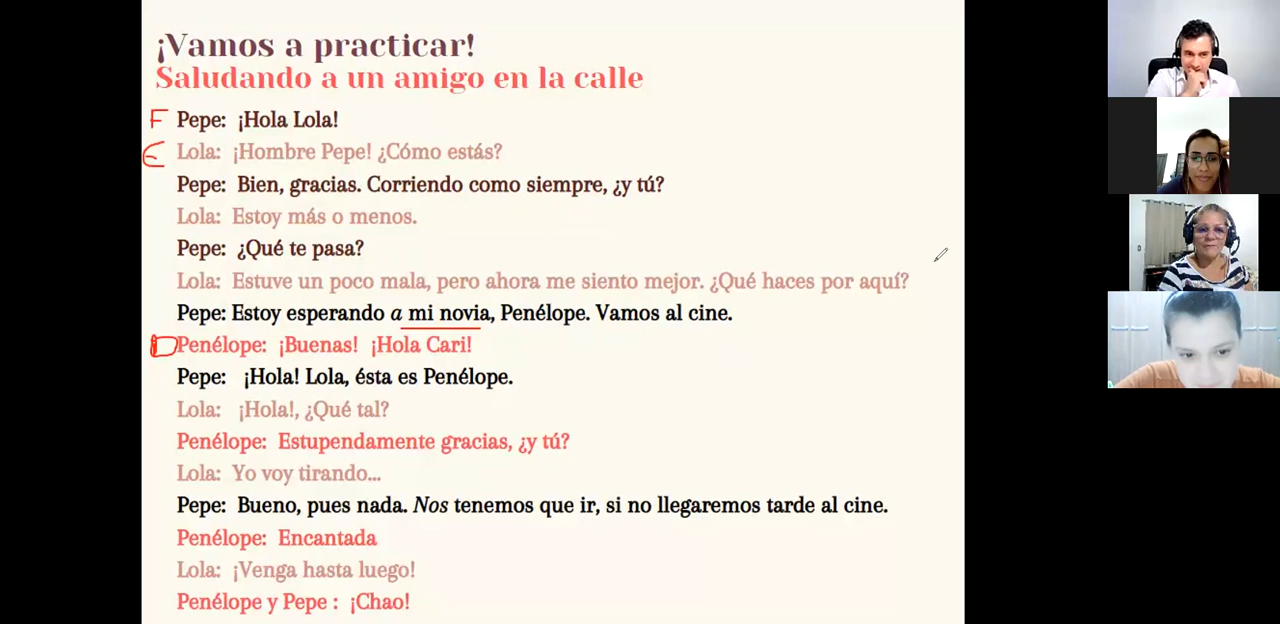 ¡Vamos a practicar!
Saludando a un amigo en la calle
F Pepe: ¡Hola Lola!
E Lola: ¡Hombre Pepe! ¿Cómo estás?
Pepe: Bien, gracias. Corriendo como siempre, ¿y tú?
Lola: Estoy más o menos.
Pepe: ¿Qué te pasa?
Lola: Estuve un poco mala, pero ahora me siento mejor. ¿Qué haces por aquí?
Pepe: Estoy esperando a mi novia, Penélope. Vamos al cine.
D Penélope: ¡Buenas! ¡Hola Cari!
Pepe: ¡Hola! Lola, ésta es Penélope.
Lola: ¡Hola!, ¿Qué tal?
Penélope: Estupendamente gracias, ¿y tú?
Lola: Yo voy tirando...
Pepe: Bueno, pues nada. Nos tenemos que ir, si no llegaremos tarde al cine.
Penélope: Encantada
Lola: ¡Venga hasta luego!
Penélope y Pepe : ¡Chao!